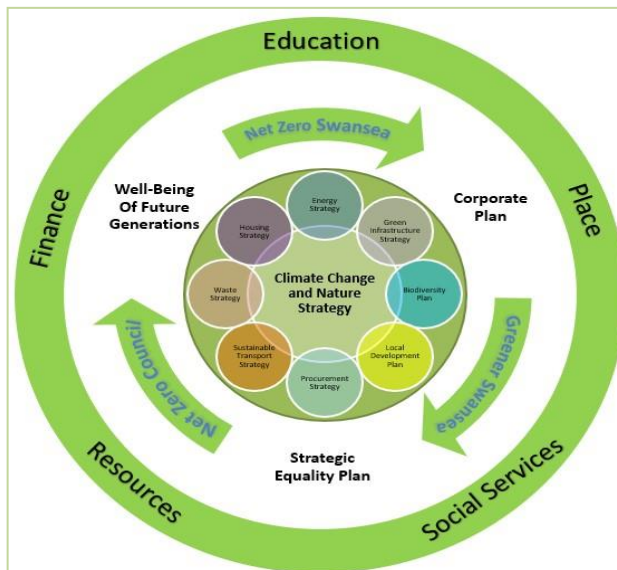 Education
Net Zero Swansea
Well-Being
Of Future
Generations
Corporate
Plan
Finance
Place
Energy
Strategy
Housing
Strategy
Green
Infrastructure
Strategy
Waste
Strategy
Climate Change
and Nature
Strategy
Biodiversity
Plan
Sustainable
Transport
Strategy
Local
Development
Plan
Procurement
Strategy
Net Zero Council
Greener Swansea
Strategic
Equality Plan
Resources
Social Services